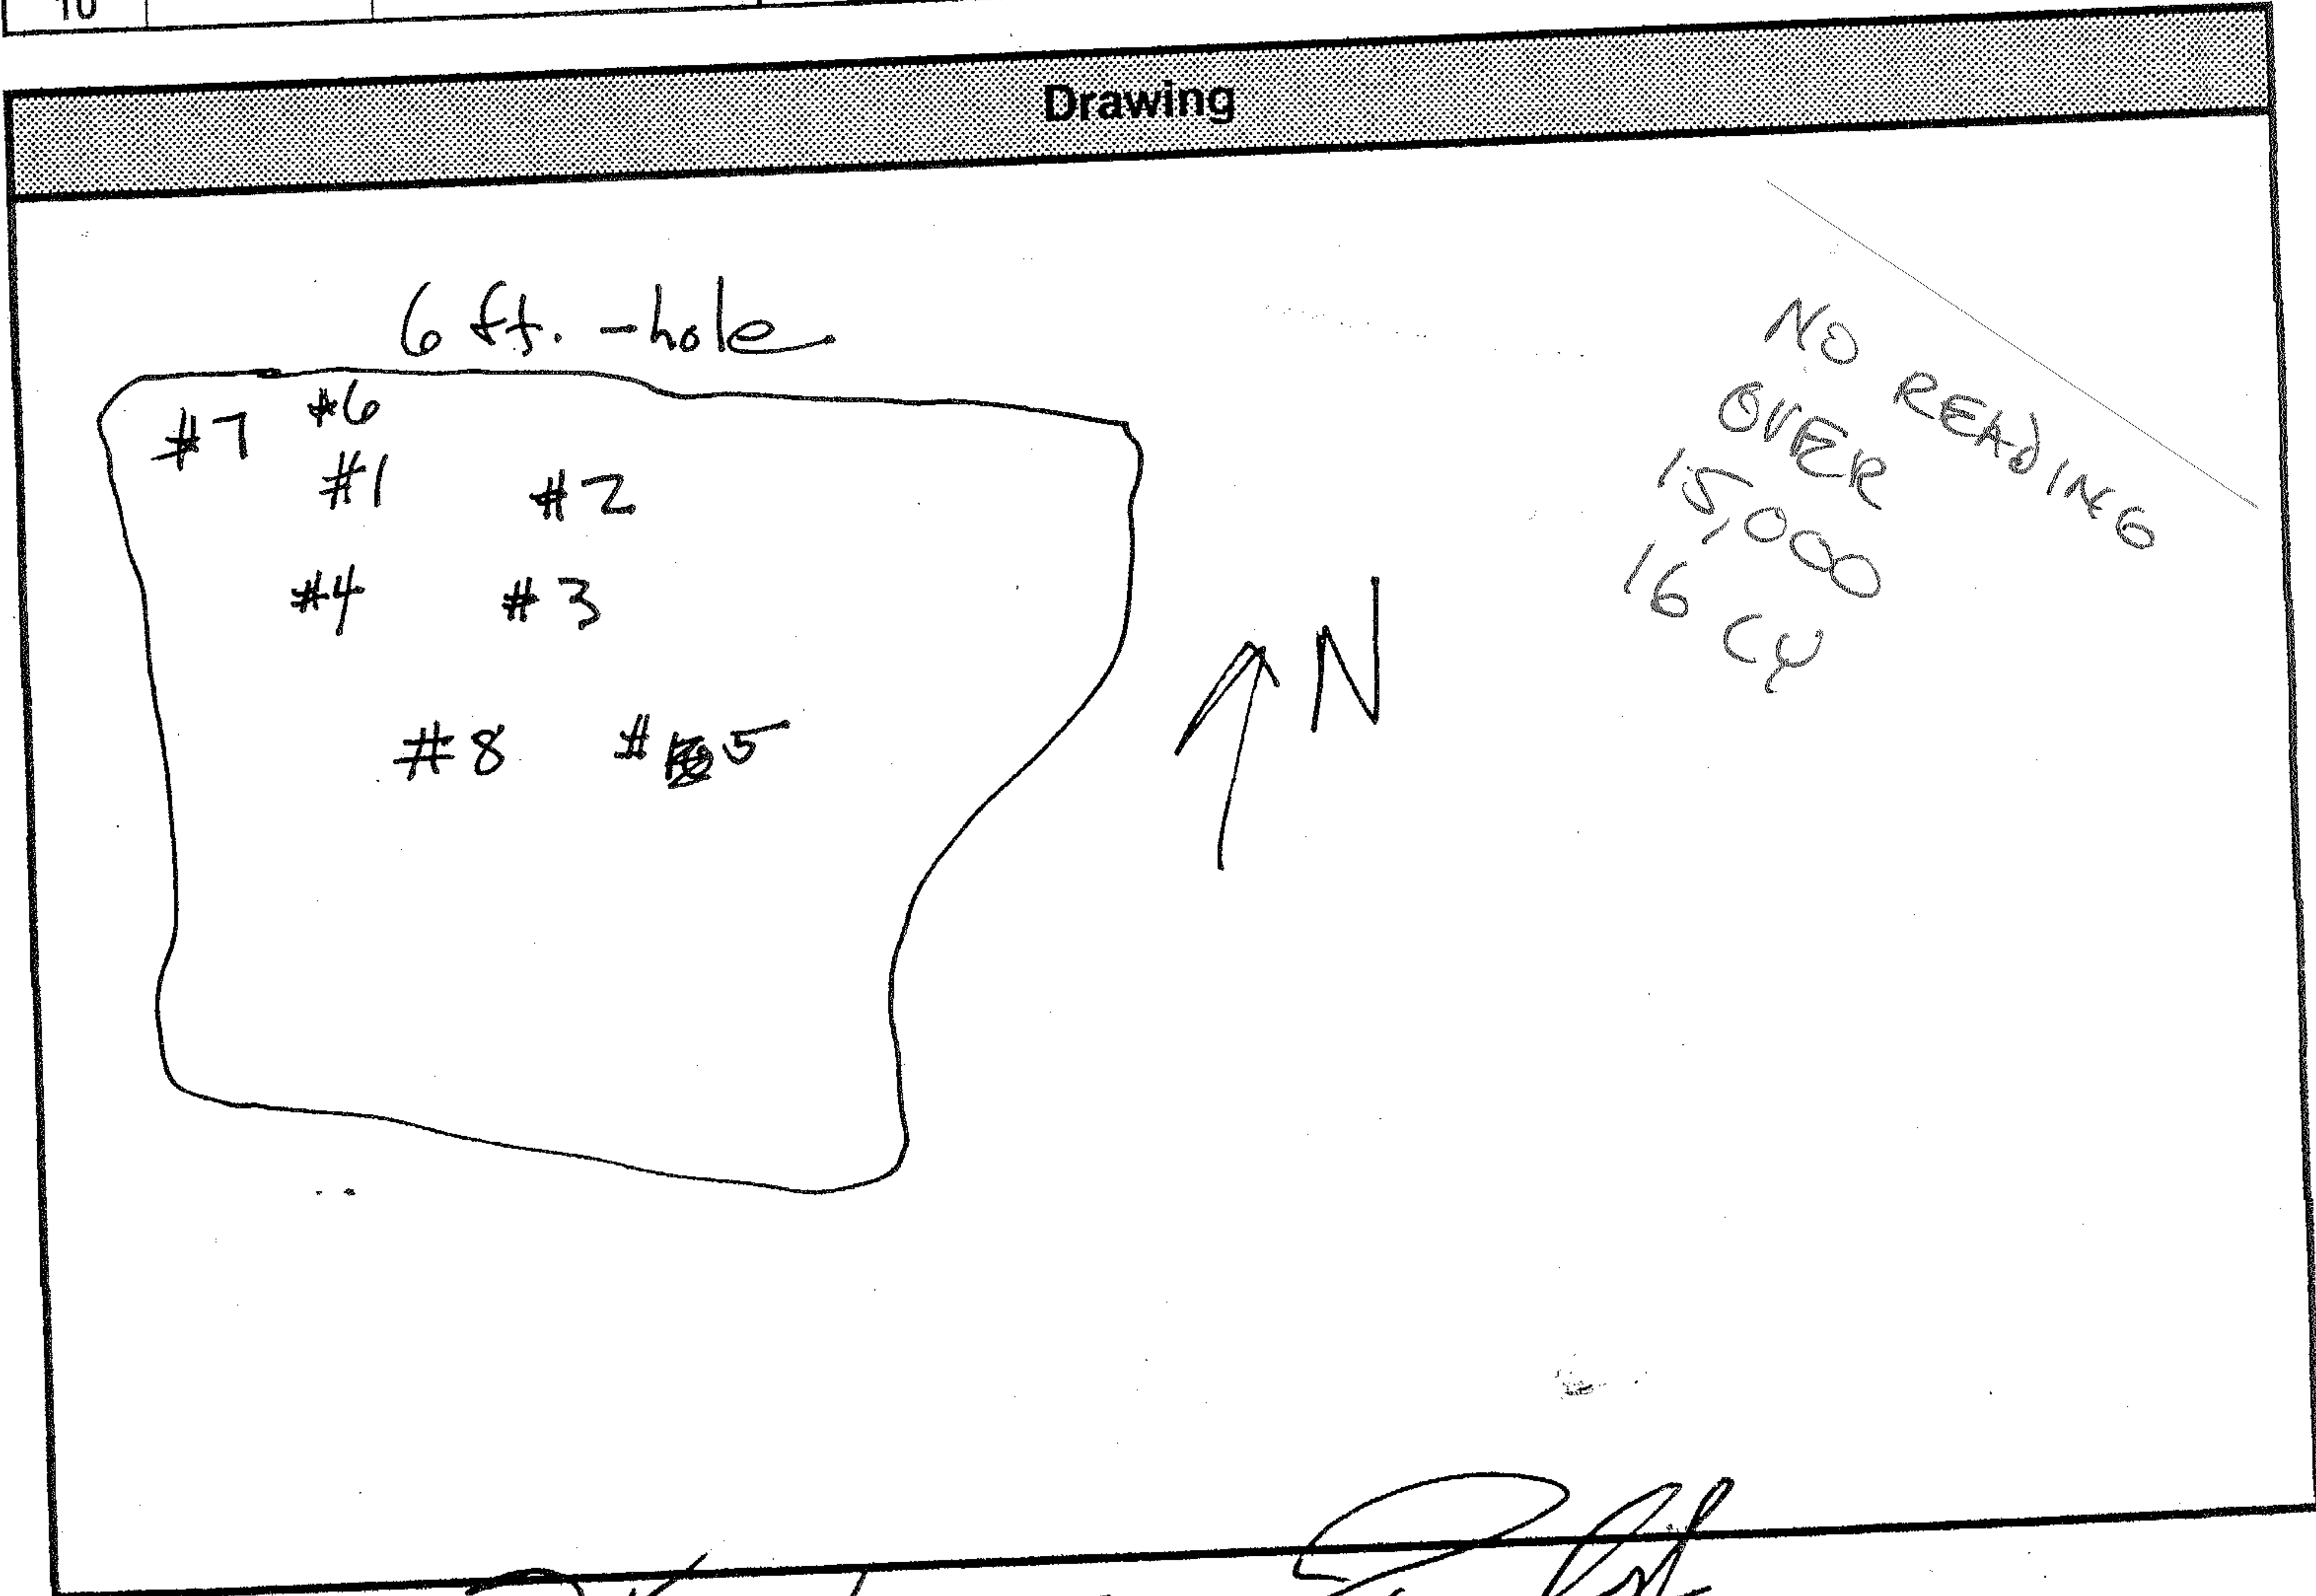 10
Drawing
6 ft. -hole
#7 #6
#1 #2
#4 #3
#8 # 5
N
NO READING
OVER
15,000
16 CY